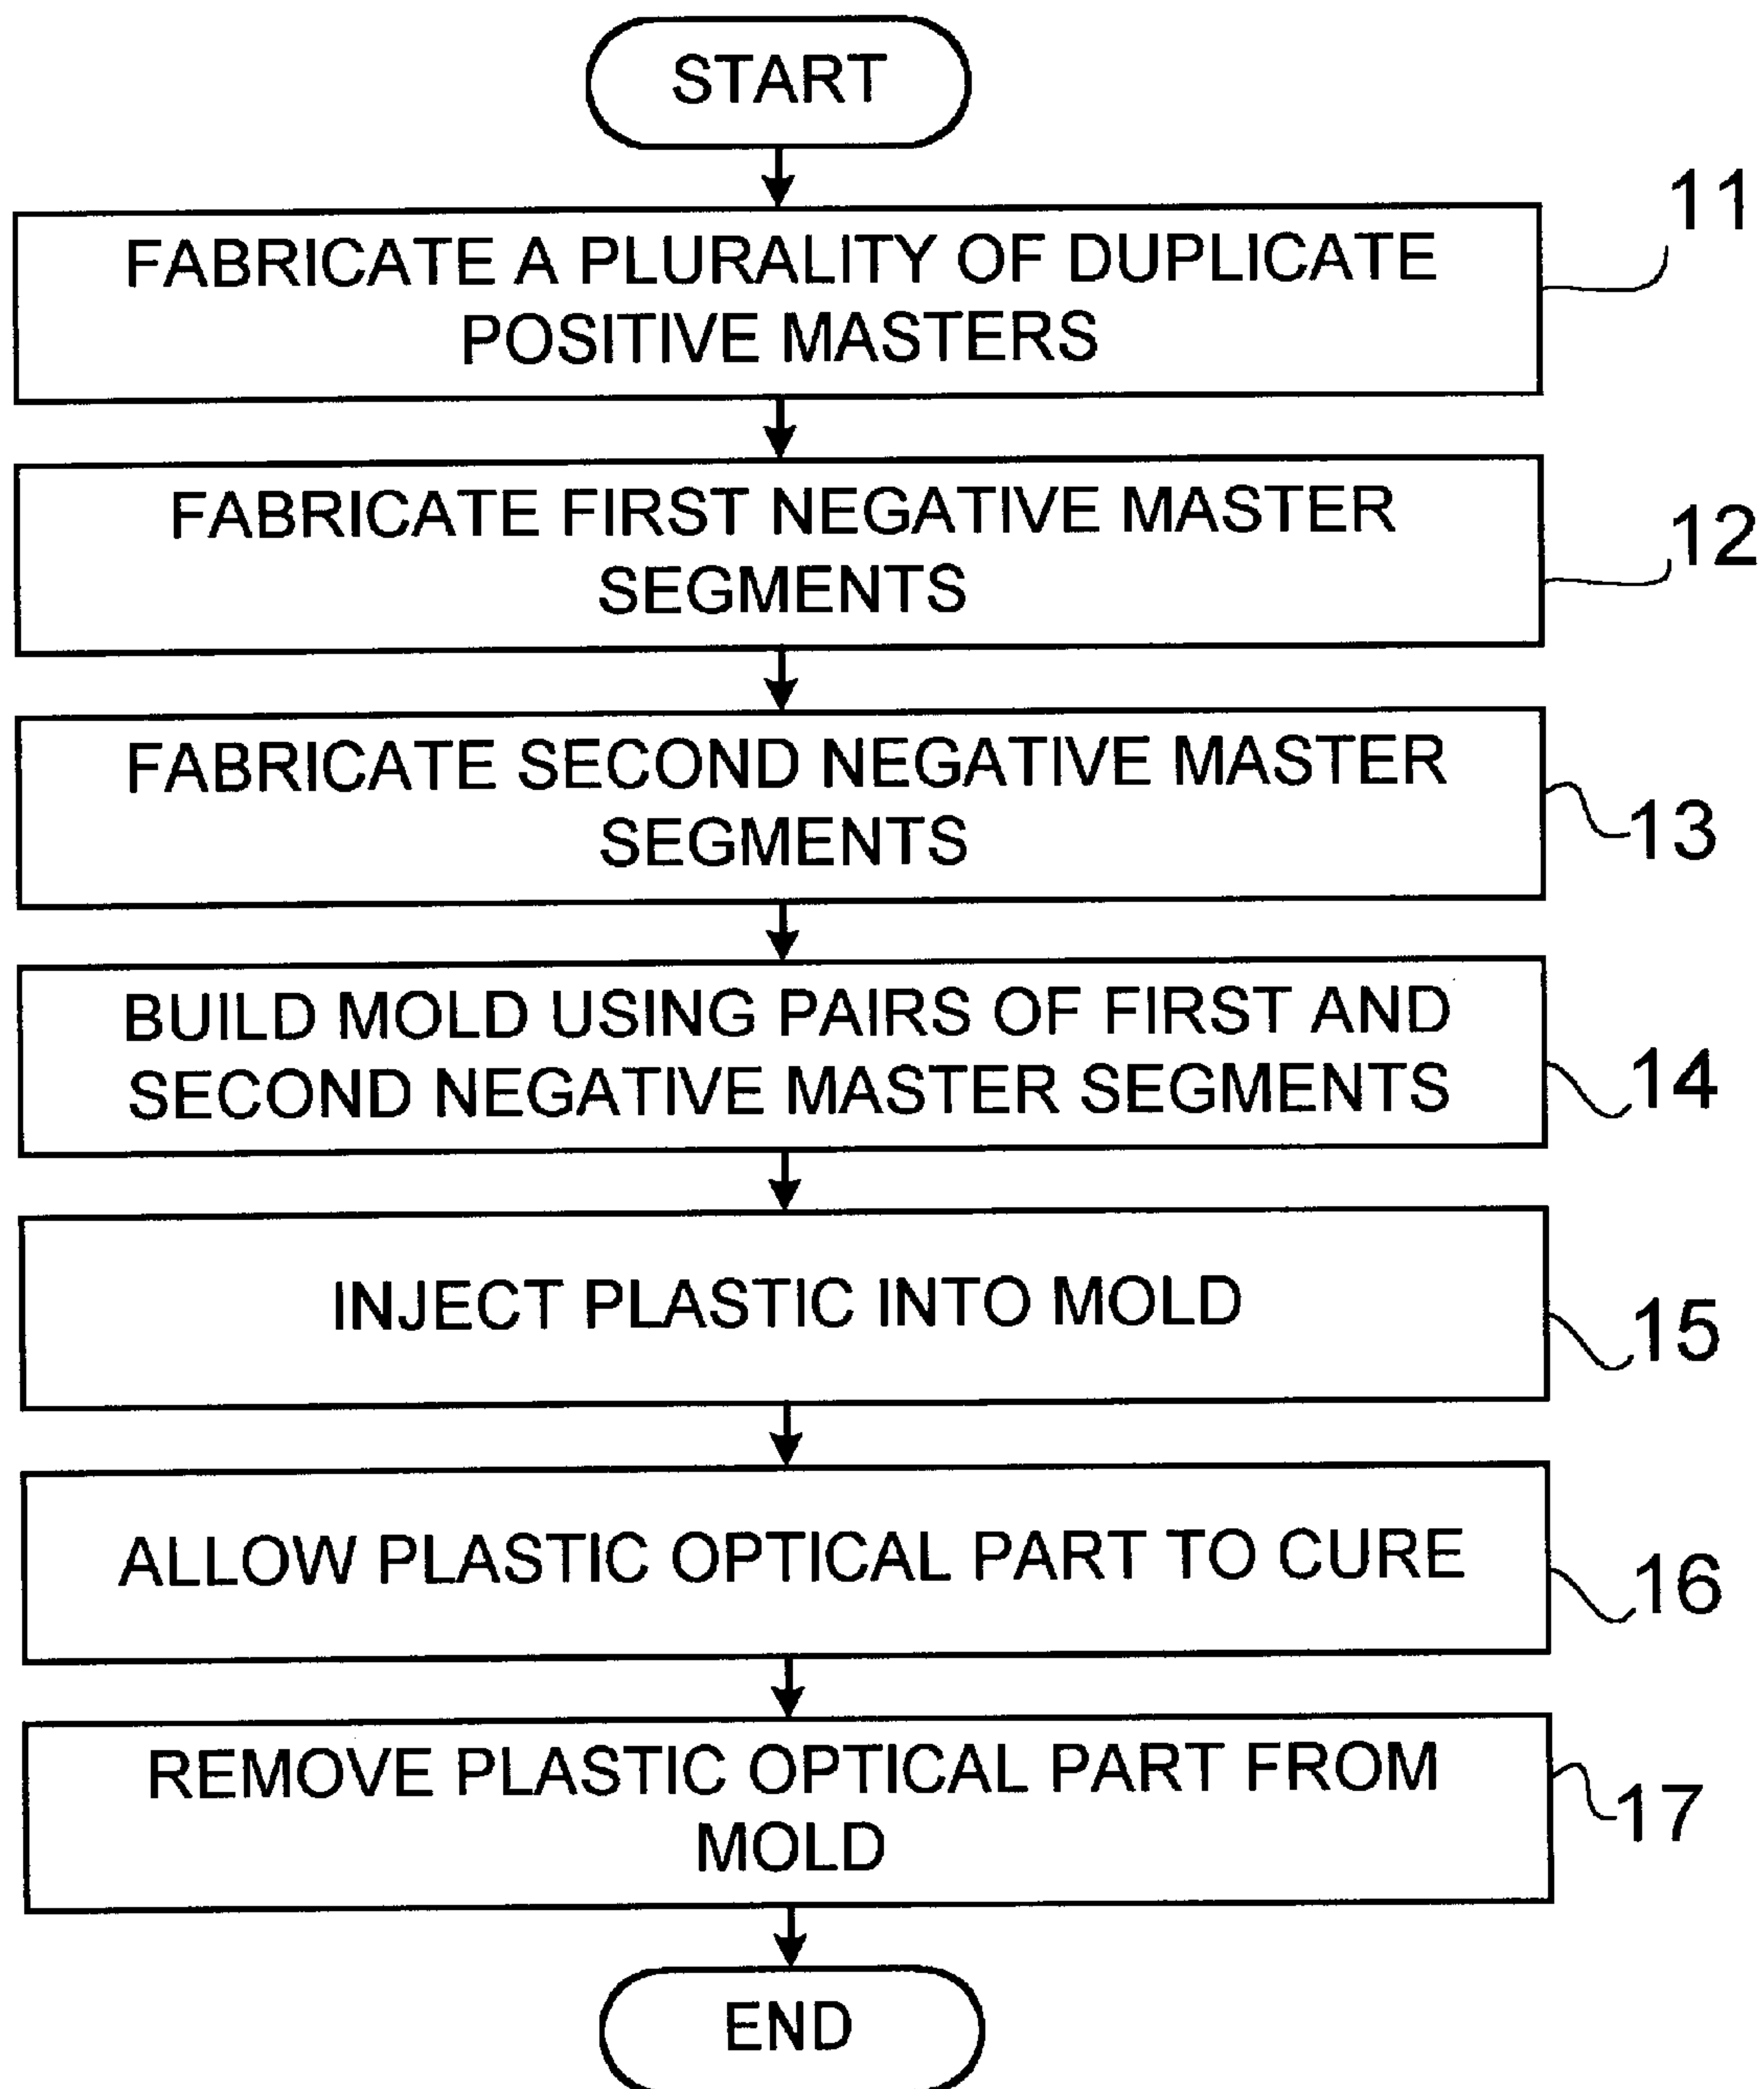 START
11
FABRICATE A PLURALITY OF DUPLICATE
POSITIVE MASTERS
12
FABRICATE FIRST NEGATIVE MASTER
SEGMENTS
FABRICATE SECOND NEGATIVE MASTER
SEGMENTS
13
BUILD MOLD USING PAIRS OF FIRST AND
SECOND NEGATIVE MASTER SEGMENTS
14
INJECT PLASTIC INTO MOLD
15
ALLOW PLASTIC OPTICAL PART TO CURE
16
REMOVE PLASTIC OPTICAL PART FROM
MOLD
17
END